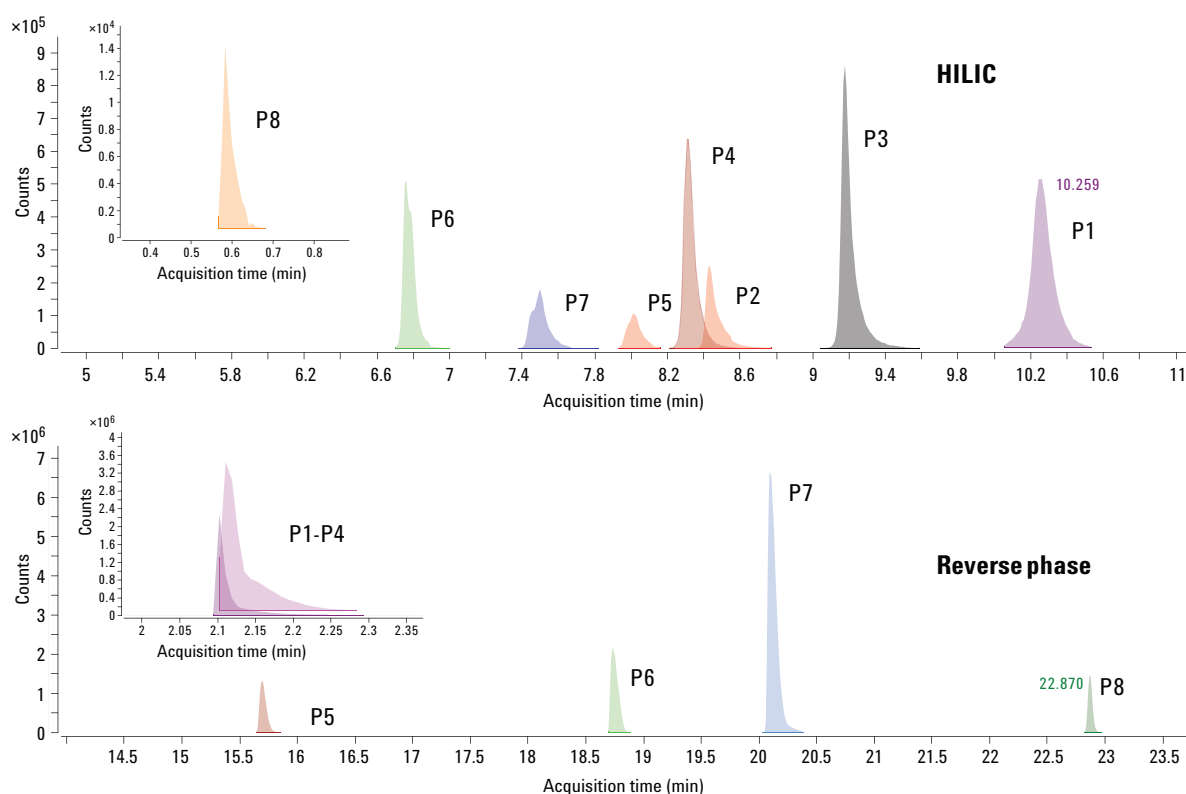 ×10⁵
9
8
7
6
5
4
3
2
1
0
Counts
×10⁴
1.4
1.2
1
0.8
0.6
0.4
0.2
0
Counts
P8
0.4 0.5 0.6 0.7 0.8
Acquisition time (min)
HILIC
P6
P7
P5
P4
P2
P3
10.259
P1
5 5.4 5.8 6.2 6.6 7 7.4 7.8 8.2 8.6 9 9.4 9.8 10.2 10.6 11
Acquisition time (min)
×10⁶
7
6
5
4
3
2
1
0
Counts
×10⁶
4
3.6
3.2
2.8
2.4
2
1.6
1.2
0.8
0.4
0
Counts
P1-P4
2 2.05 2.1 2.15 2.2 2.25 2.3 2.35
Acquisition time (min)
Reverse phase
P5
P6
P7
22.870 P8
14.5 15.5 15 16 16.5 17 17.5 18 18.5 19 19.5 20 20.5 21 21.5 22 22.5 23 23.5
Acquisition time (min)